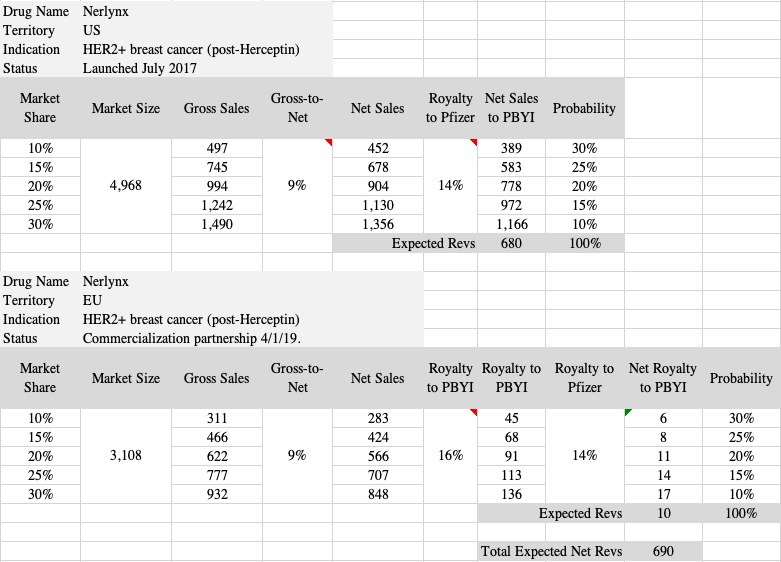 Drug Name Nerlynx
Territory US
Indication HER2+ breast cancer (post-Herceptin)
Status Launched July 2017
Market Share Market Size Gross Sales Gross-to-Net Net Sales Royalty to Pfizer Net Sales to PBYI Probability
10% 497 452 389 30%
15% 745 678 583 25%
20% 4,968 994 9% 904 14% 778 20%
25% 1,242 1,130 972 15%
30% 1,490 1,356 1,166 10%
Expected Revs 680 100%
Drug Name Nerlynx
Territory EU
Indication HER2+ breast cancer (post-Herceptin)
Status Commercialization partnership 4/1/19.
Market Share Market Size Gross Sales Gross-to-Net Net Sales Royalty to PBYI Royalty to PBYI Royalty to Pfizer Net Royalty to PBYI Probability
10% 311 283 45 6 30%
15% 466 424 68 8 25%
20% 3,108 622 9% 566 16% 91 14% 11 20%
25% 777 707 113 14 15%
30% 932 848 136 17 10%
Expected Revs 10 100%
Total Expected Net Revs 690